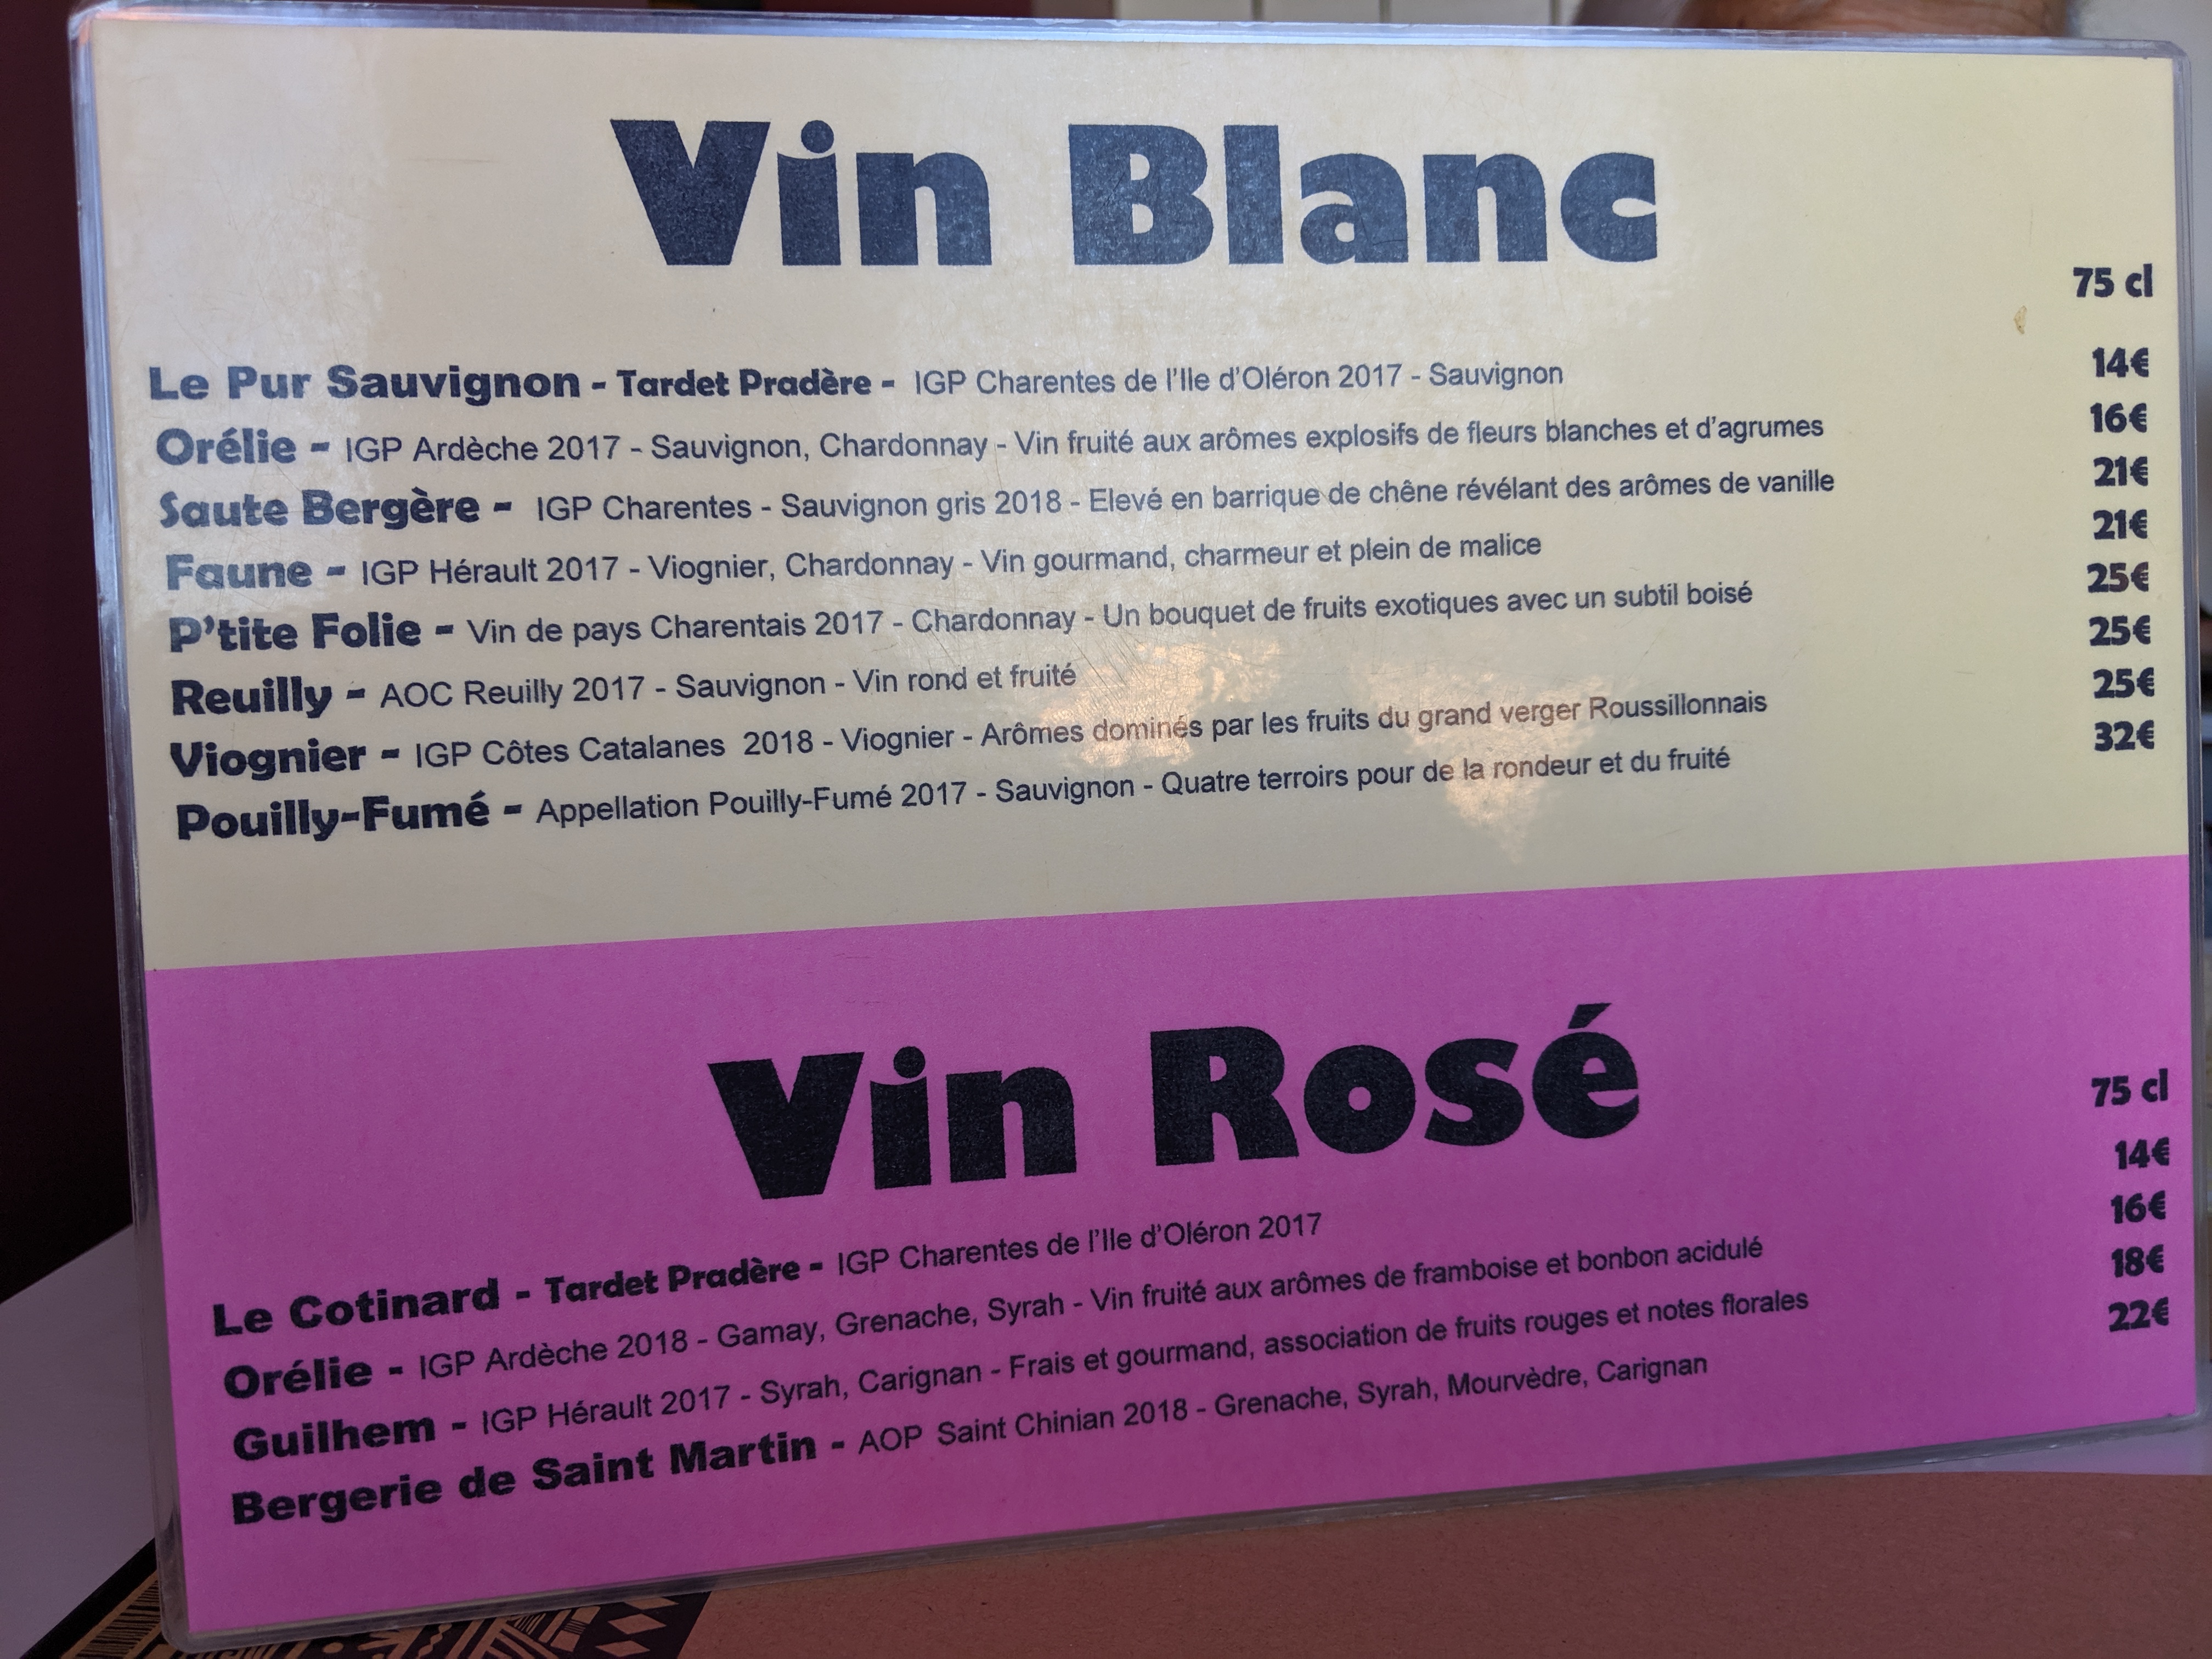 Vin Blanc
75 cl
Le Pur Sauvignon - Tardet Pradère - IGP Charentes de l'Ile d'Oléron 2017 - Sauvignon 14€
Orélie - IGP Ardèche 2017 - Sauvignon, Chardonnay - Vin fruité aux arômes explosifs de fleurs blanches et d'agrumes 16€
Saute Bergère - IGP Charentes - Sauvignon gris 2018 - Elevé en barrique de chêne révélant des arômes de vanille 21€
Faune - IGP Hérault 2017 - Viognier, Chardonnay - Vin gourmand, charmeur et plein de malice 21€
P'tite Folie - Vin de pays Charentais 2017 - Chardonnay - Un bouquet de fruits exotiques avec un subtil boisé 25€
Reuilly - AOC Reuilly 2017 - Sauvignon - Vin rond et fruité 25€
Viognier - IGP Côtes Catalanes 2018 - Viognier - Arômes dominés par les fruits du grand verger Roussillonnais 25€
Pouilly-Fumé - Appellation Pouilly-Fumé 2017 - Sauvignon - Quatre terroirs pour de la rondeur et du fruité 32€
Vin Rosé
75 cl
Le Cotinard - Tardet Pradère - IGP Charentes de l'Ile d'Oléron 2017 14€
Orélie - IGP Ardèche 2018 - Gamay, Grenache, Syrah - Vin fruité aux arômes de framboise et bonbon acidulé 16€
Guilhem - IGP Hérault 2017 - Syrah, Carignan - Frais et gourmand, association de fruits rouges et notes florales 18€
Bergerie de Saint Martin - AOP Saint Chinian 2018 - Grenache, Syrah, Mourvèdre, Carignan 22€